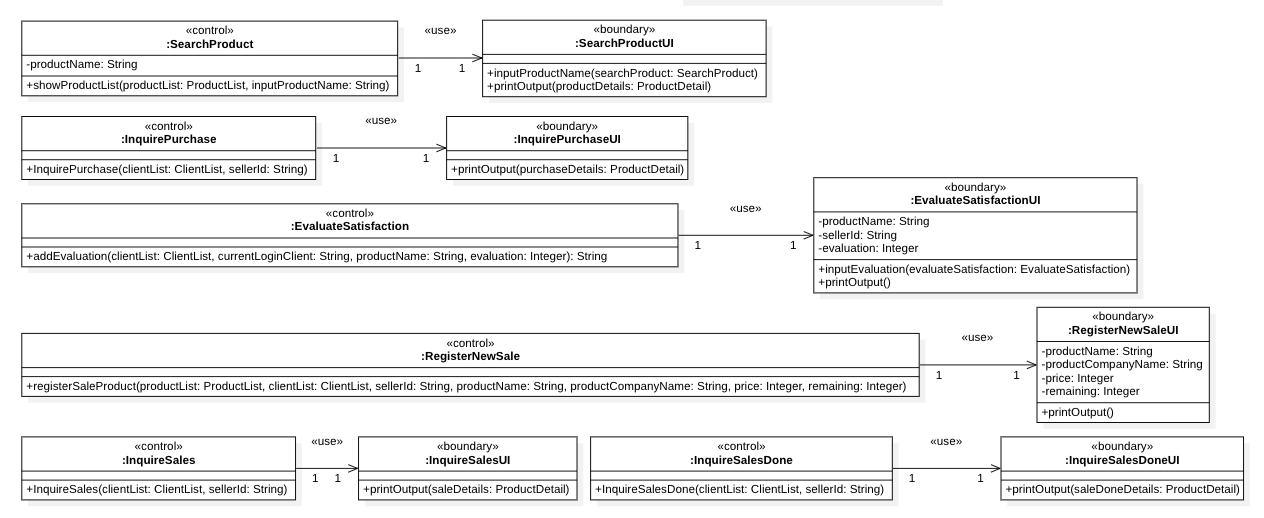 «control»
:SearchProduct
-productName: String
+showProductList(productList: ProductList, inputProductName: String)
«use»
1
1
«boundary»
:SearchProductUI
+inputProductName(searchProduct: SearchProduct)
+printOutput(productDetails: ProductDetail)
«control»
:InquirePurchase
+InquirePurchase(clientList: ClientList, sellerId: String)
«use»
1
1
«boundary»
:InquirePurchaseUI
+printOutput(purchaseDetails: ProductDetail)
«control»
:EvaluateSatisfaction
+addEvaluation(clientList: ClientList, currentLoginClient: String, productName: String, evaluation: Integer): String
«use»
1
1
«boundary»
:EvaluateSatisfactionUI
-productName: String
-sellerId: String
-evaluation: Integer
+inputEvaluation(evaluateSatisfaction: EvaluateSatisfaction)
+printOutput()
«control»
:RegisterNewSale
+registerSaleProduct(productList: ProductList, clientList: ClientList, sellerId: String, productName: String, productCompanyName: String, price: Integer, remaining: Integer)
«use»
1
1
«boundary»
:RegisterNewSaleUI
-productName: String
-productCompanyName: String
-price: Integer
-remaining: Integer
+printOutput()
«control»
:InquireSales
+InquireSales(clientList: ClientList, sellerId: String)
«use»
1
1
«boundary»
:InquireSalesUI
+printOutput(saleDetails: ProductDetail)
«control»
:InquireSalesDone
+InquireSalesDone(clientList: ClientList, sellerId: String)
«use»
1
1
«boundary»
:InquireSalesDoneUI
+printOutput(saleDoneDetails: ProductDetail)